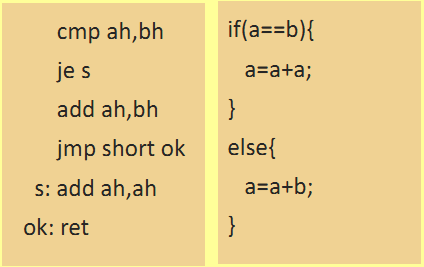 cmp ah,bh
je s
add ah,bh
jmp short ok
s: add ah,ah
ok: ret
if(a==b){
a=a+a;
}
else{
a=a+b;
}